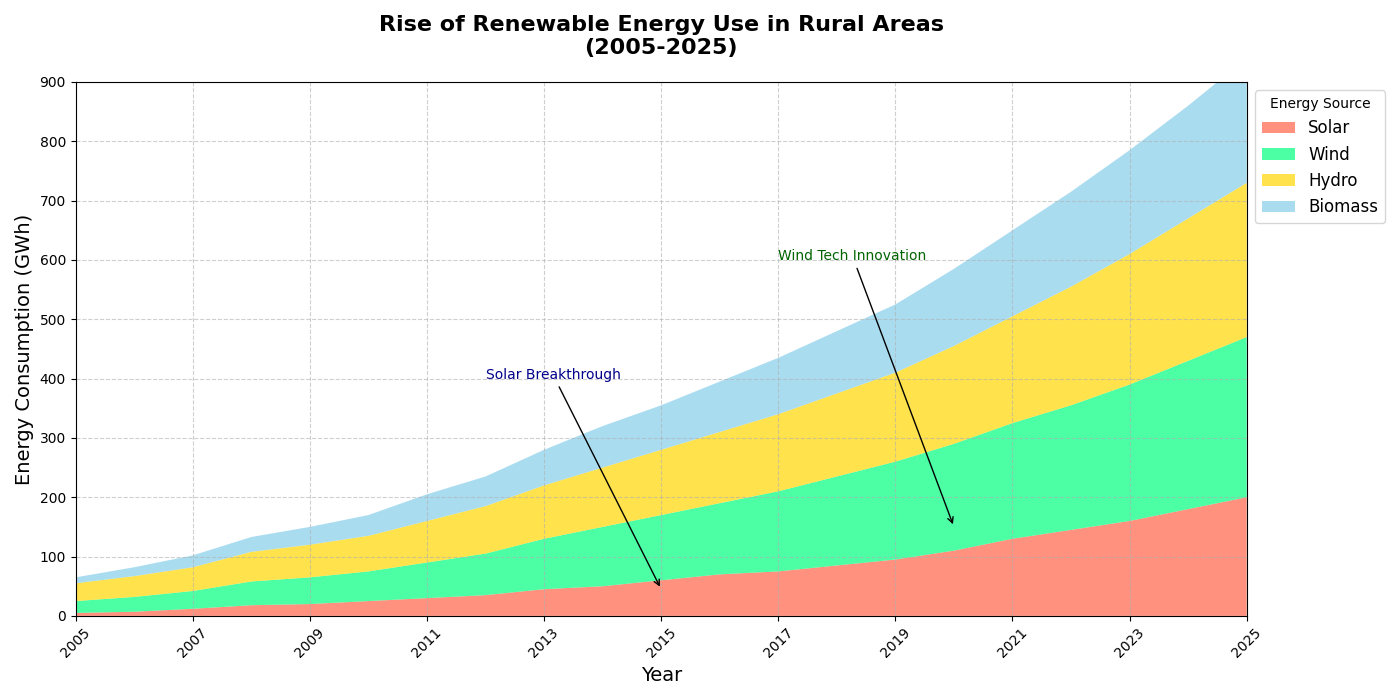 Rise of Renewable Energy Use in Rural Areas
(2005-2025)
Energy Consumption (GWh)
900
800
700
600
500
400
300
200
100
0
Wind Tech Innovation
Solar Breakthrough
Energy Source
Solar
Wind
Hydro
Biomass
2005
2007
2009
2011
2013
2015
2017
2019
2021
2023
2025
Year